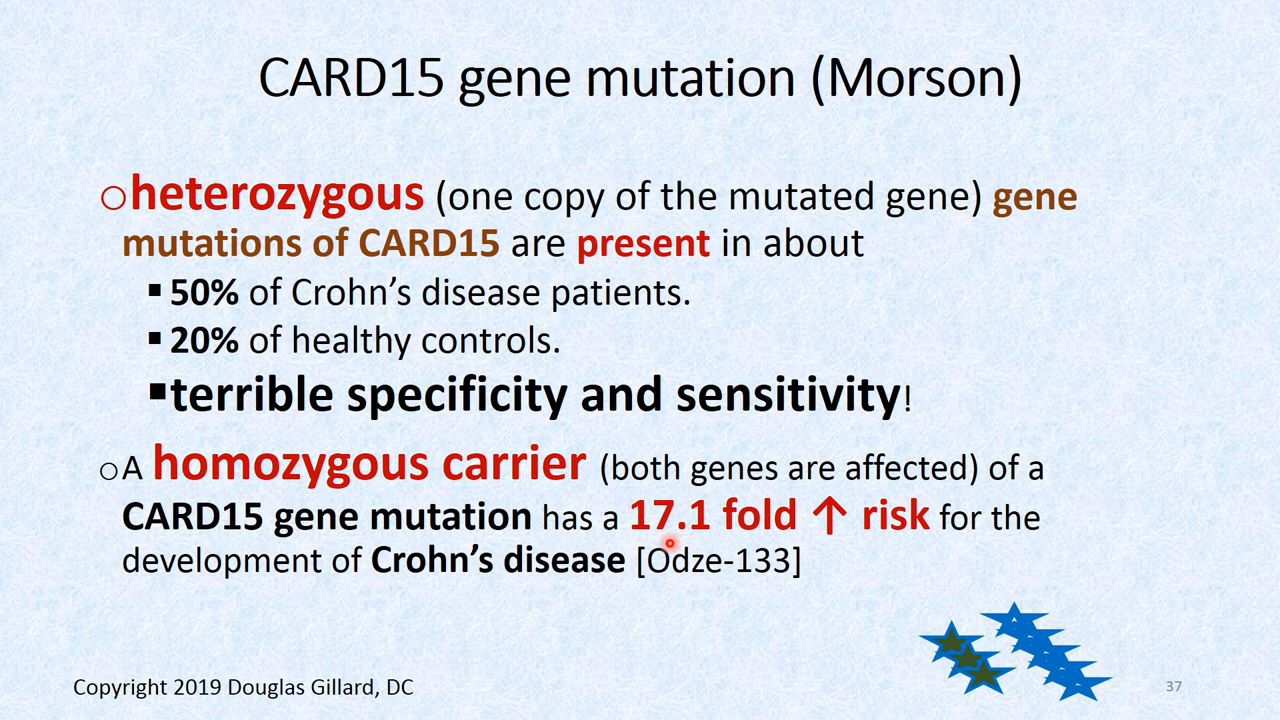 CARD15 gene mutation (Morson)
○heterozygous (one copy of the mutated gene) gene
mutations of CARD15 are present in about
▪ 50% of Crohn’s disease patients.
▪ 20% of healthy controls.
▪terrible specificity and sensitivity!
○A homozygous carrier (both genes are affected) of a
CARD15 gene mutation has a 17.1 fold ↑ risk for the
development of Crohn’s disease [Odze-133]
Copyright 2019 Douglas Gillard, DC
37